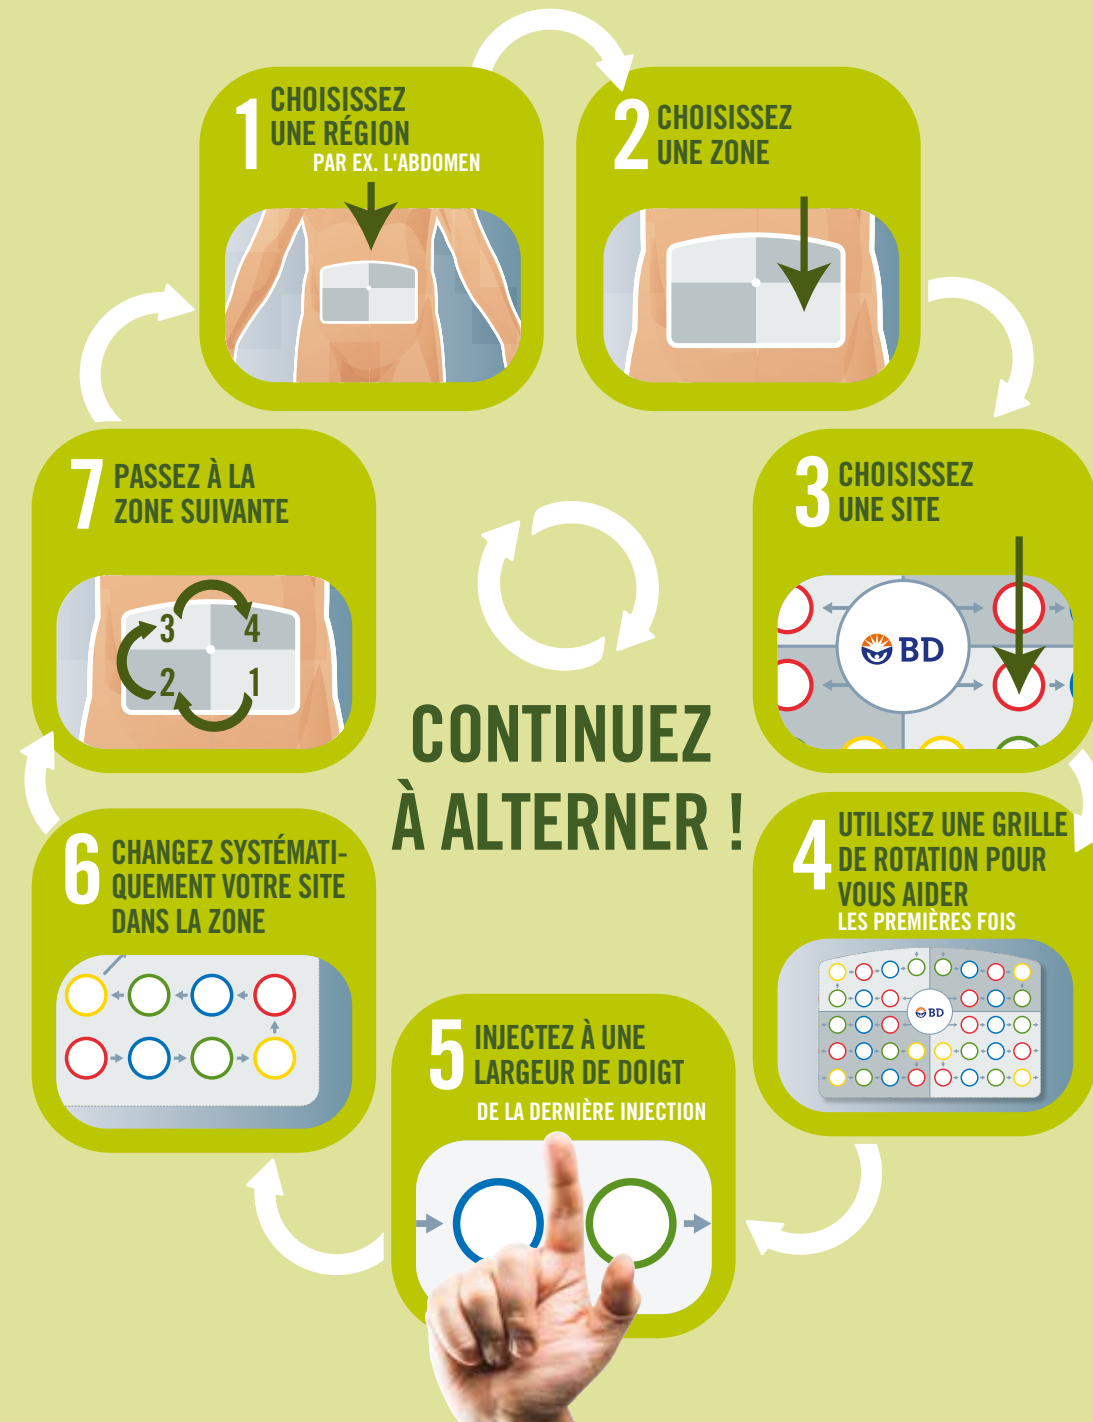 1
CHOISISSEZ
UNE RÉGION
PAR EX. L'ABDOMEN
2
CHOISISSEZ
UNE ZONE
3
CHOISISSEZ
UNE SITE
BD
4
UTILISEZ UNE GRILLE
DE ROTATION POUR
VOUS AIDER
LES PREMIÈRES FOIS
BD
5
INJECTEZ À UNE
LARGEUR DE DOIGT
DE LA DERNIÈRE INJECTION
6
CHANGEZ SYSTÉMATI-
QUEMENT VOTRE SITE
DANS LA ZONE
7
PASSEZ À LA
ZONE SUIVANTE
3 4
2 1
CONTINUEZ
À ALTERNER !